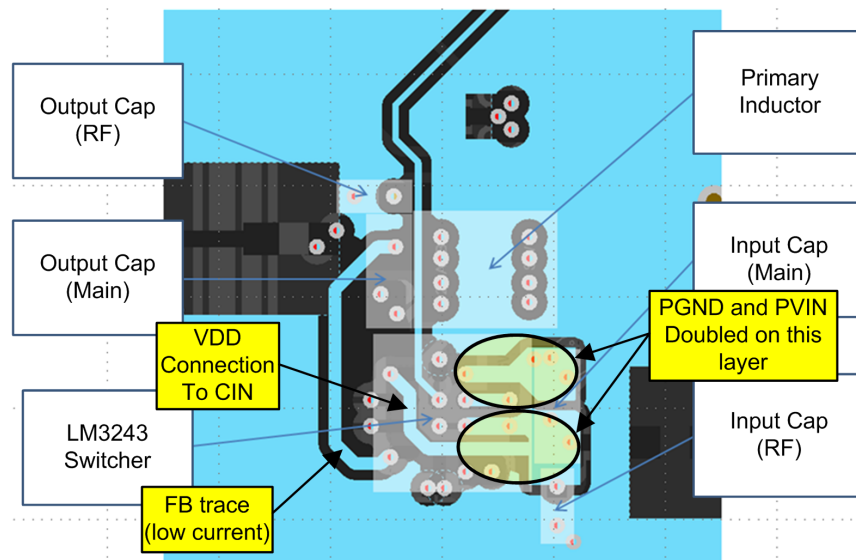 Output Cap
(RF)
Primary
Inductor
Output Cap
(Main)
Input Cap
(Main)
PGND and PVIN
Doubled on this
layer
VDD
Connection
To CIN
LM3243
Switcher
Input Cap
(RF)
FB trace
(low current)